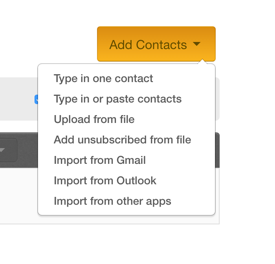 Add Contacts
Type in one contact
Type in or paste contacts
Upload from file
Add unsubscribed from file
Import from Gmail
Import from Outlook
Import from other apps